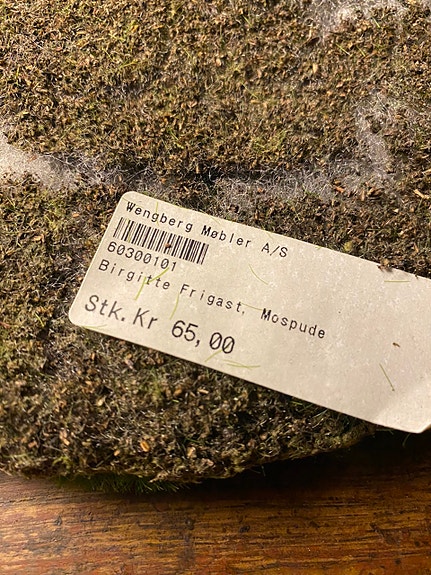 Wengberg Møbler A/S
60300101
Birgitte Frigast, Mospude
Stk. Kr 65,00